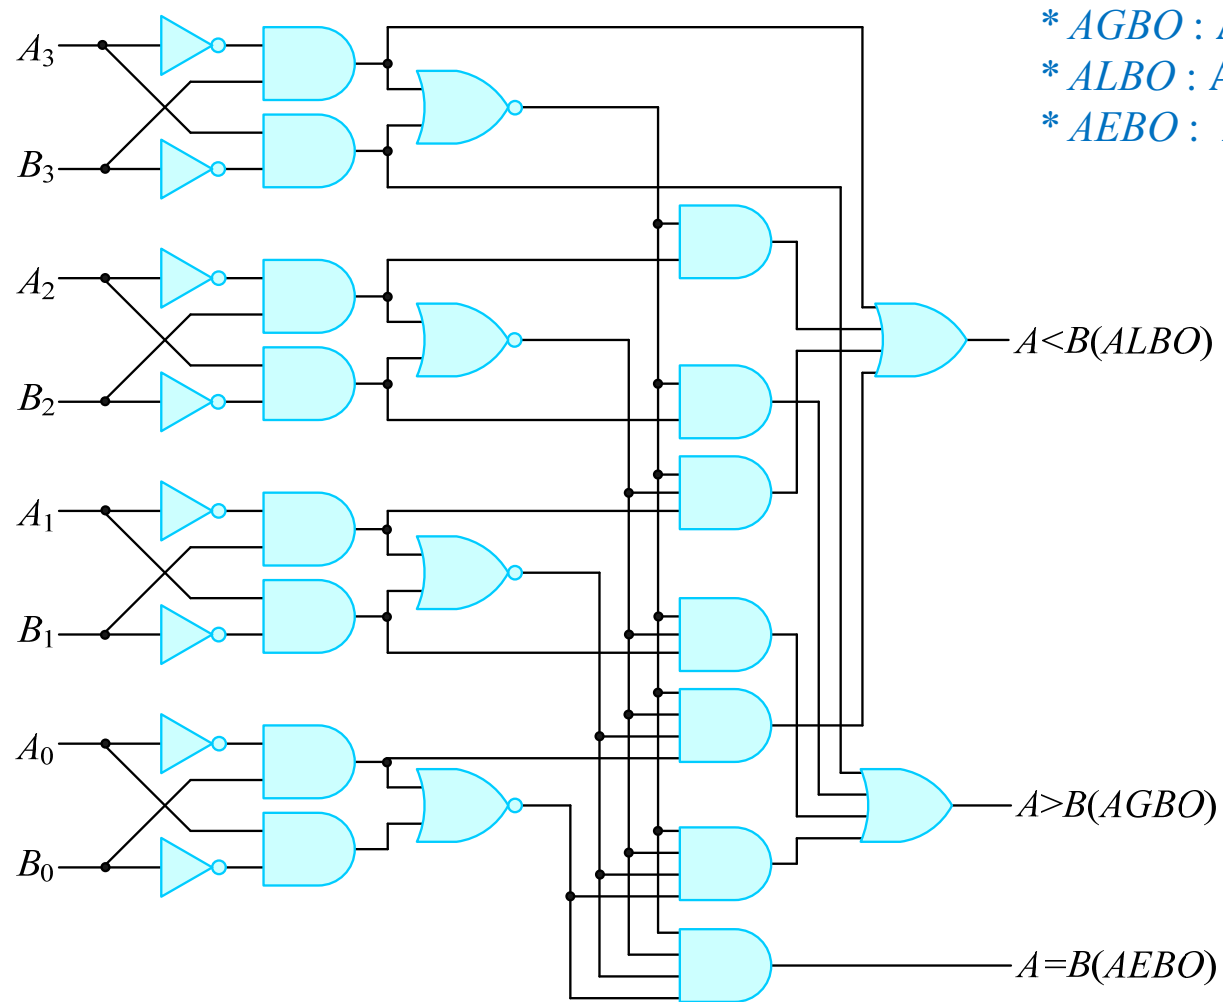 * AGBO :
* ALBO : A
* AEBO :
A3
B3
A2
B2
A<B(ALBO)
A1
B1
A0
B0
A>B(AGBO)
A=B(AEBO)